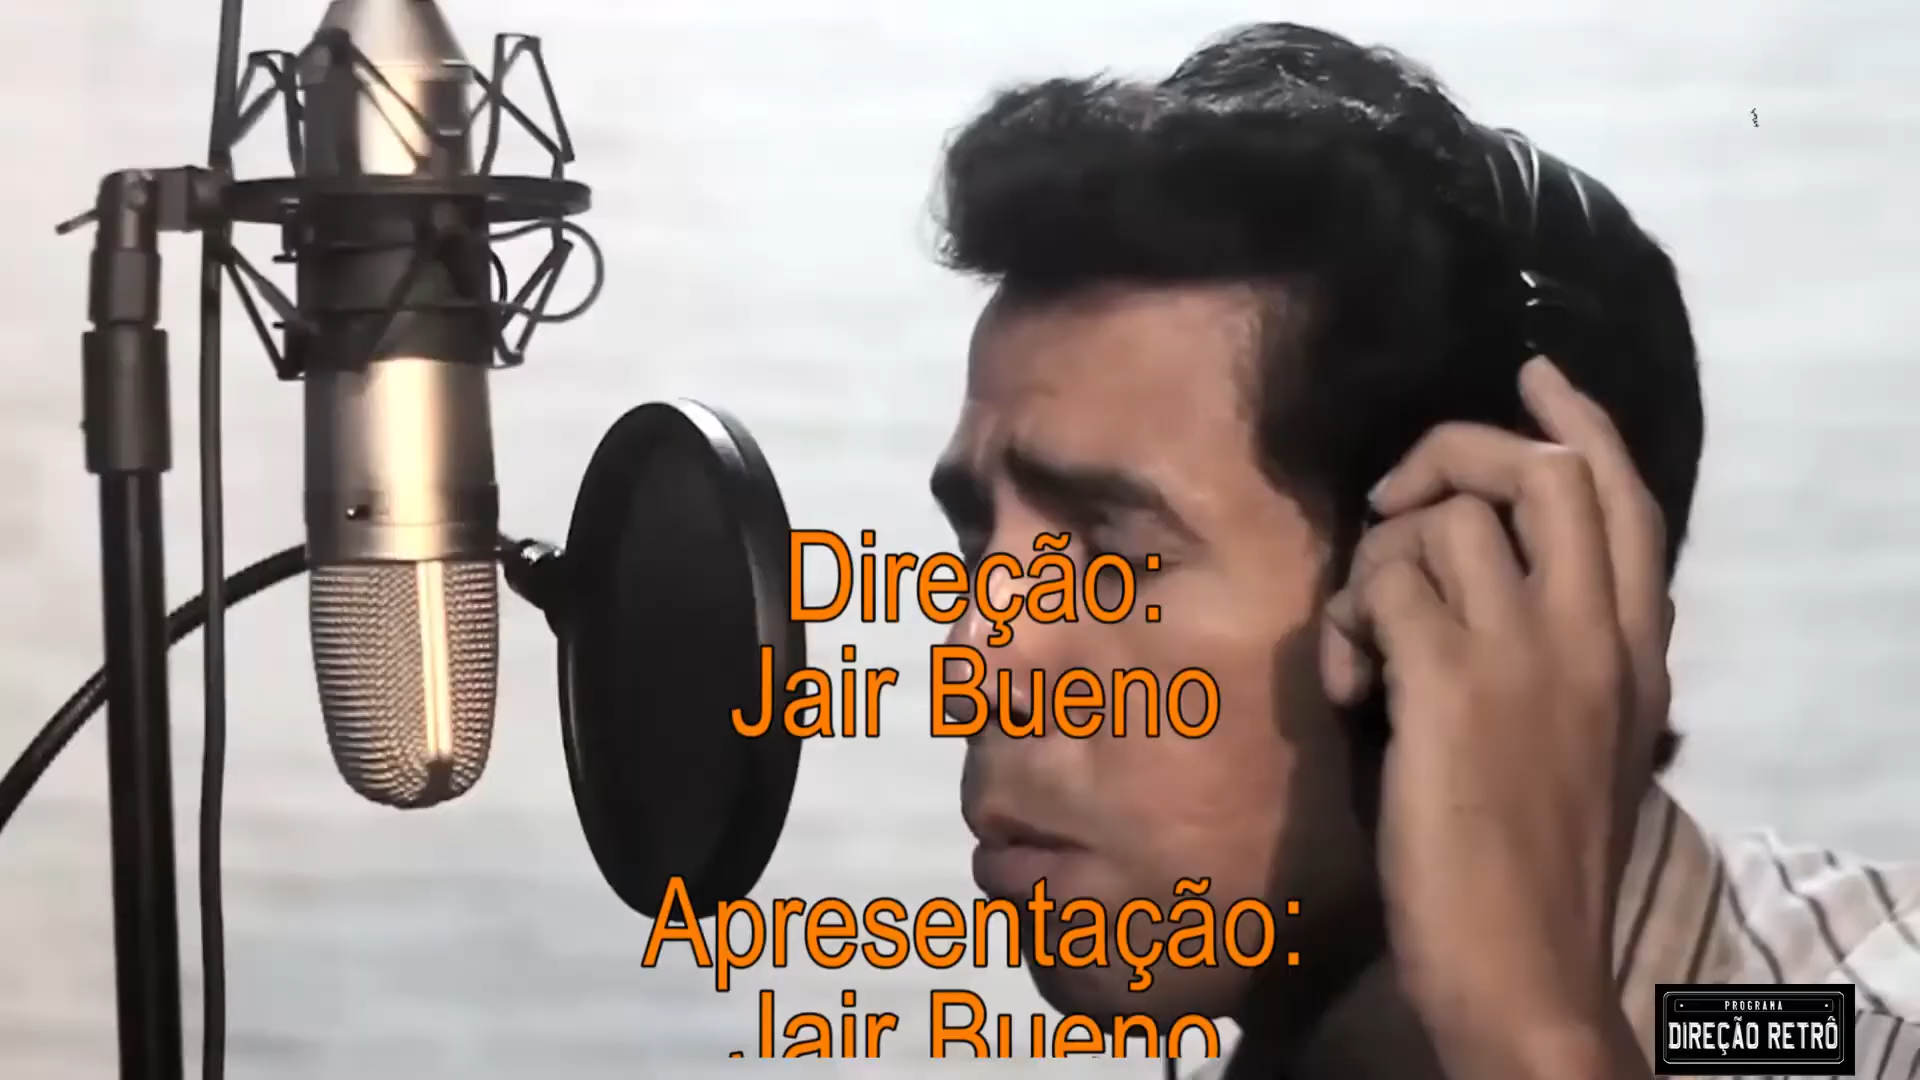 Direção:
Jair Bueno
Apresentação:
Jair Bueno
PROGRAMA
DIREÇÃO RETRÔ